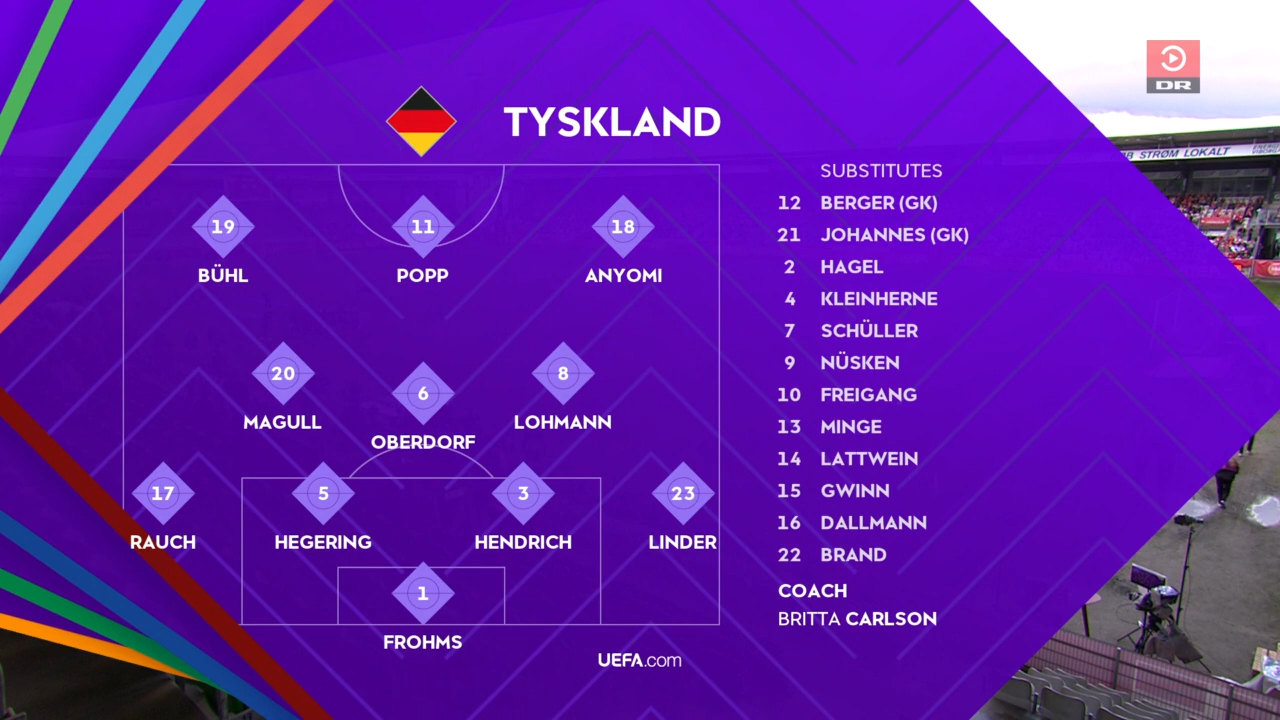 DR
TYSKLAND
STRØM LOKALT
19
BÜHL
11
POPP
18
ANYOMI
20
MAGULL
6
OBERDORF
8
LOHMANN
17
RAUCH
5
HEGERING
3
HENDRICH
23
LINDER
1
FROHMS
UEFA.com
SUBSTITUTES
12 BERGER (GK)
21 JOHANNES (GK)
2 HAGEL
4 KLEINHERNE
7 SCHÜLLER
9 NÜSKEN
10 FREIGANG
13 MINGE
14 LATTWEIN
15 GWINN
16 DALLMANN
22 BRAND
COACH
BRITTA CARLSON